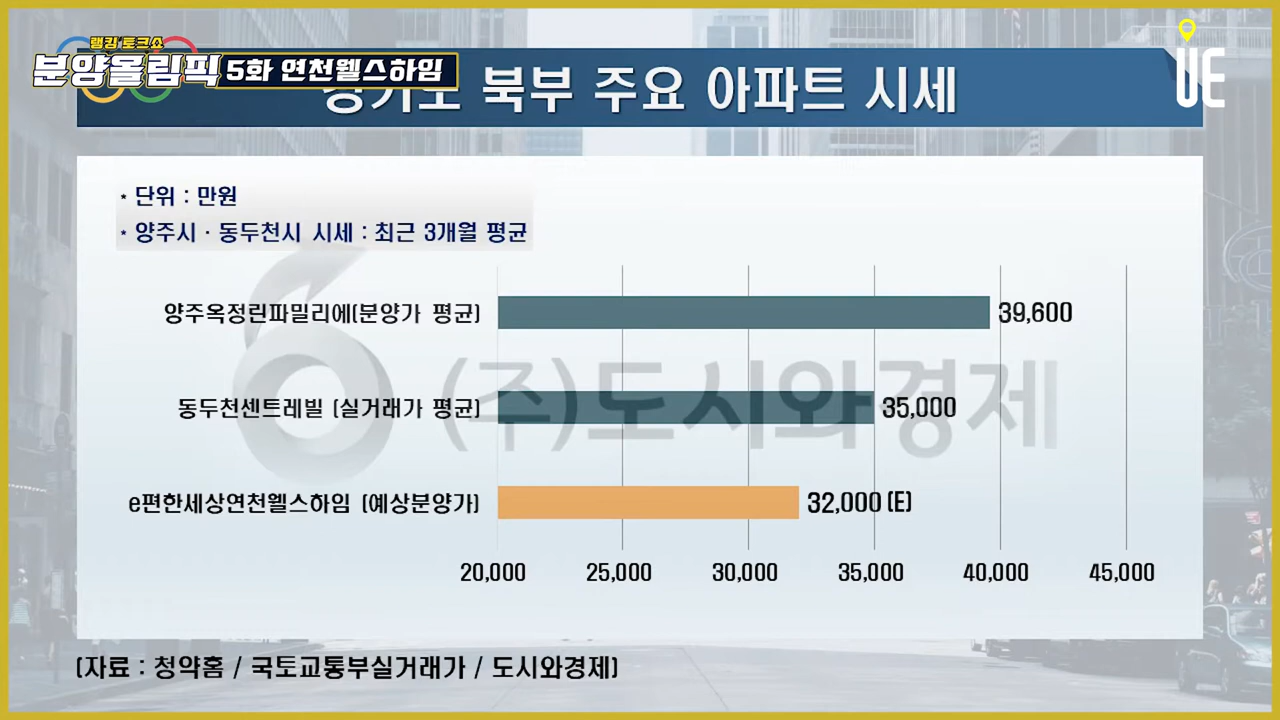 랭킹 토크쇼
분양올림픽 5화 연천웰스하임
경기도 북부 주요 아파트 시세
UE
* 단위 : 만원
* 양주시 · 동두천시 시세 : 최근 3개월 평균
양주옥정린파밀리에(분양가 평균) 39,600
(주)도시와경제
동두천센트레빌 (실거래가 평균) 35,000
e편한세상연천웰스하임 (예상분양가) 32,000 (E)
20,000 25,000 30,000 35,000 40,000 45,000
(자료 : 청약홈 / 국토교통부실거래가 / 도시와경제)